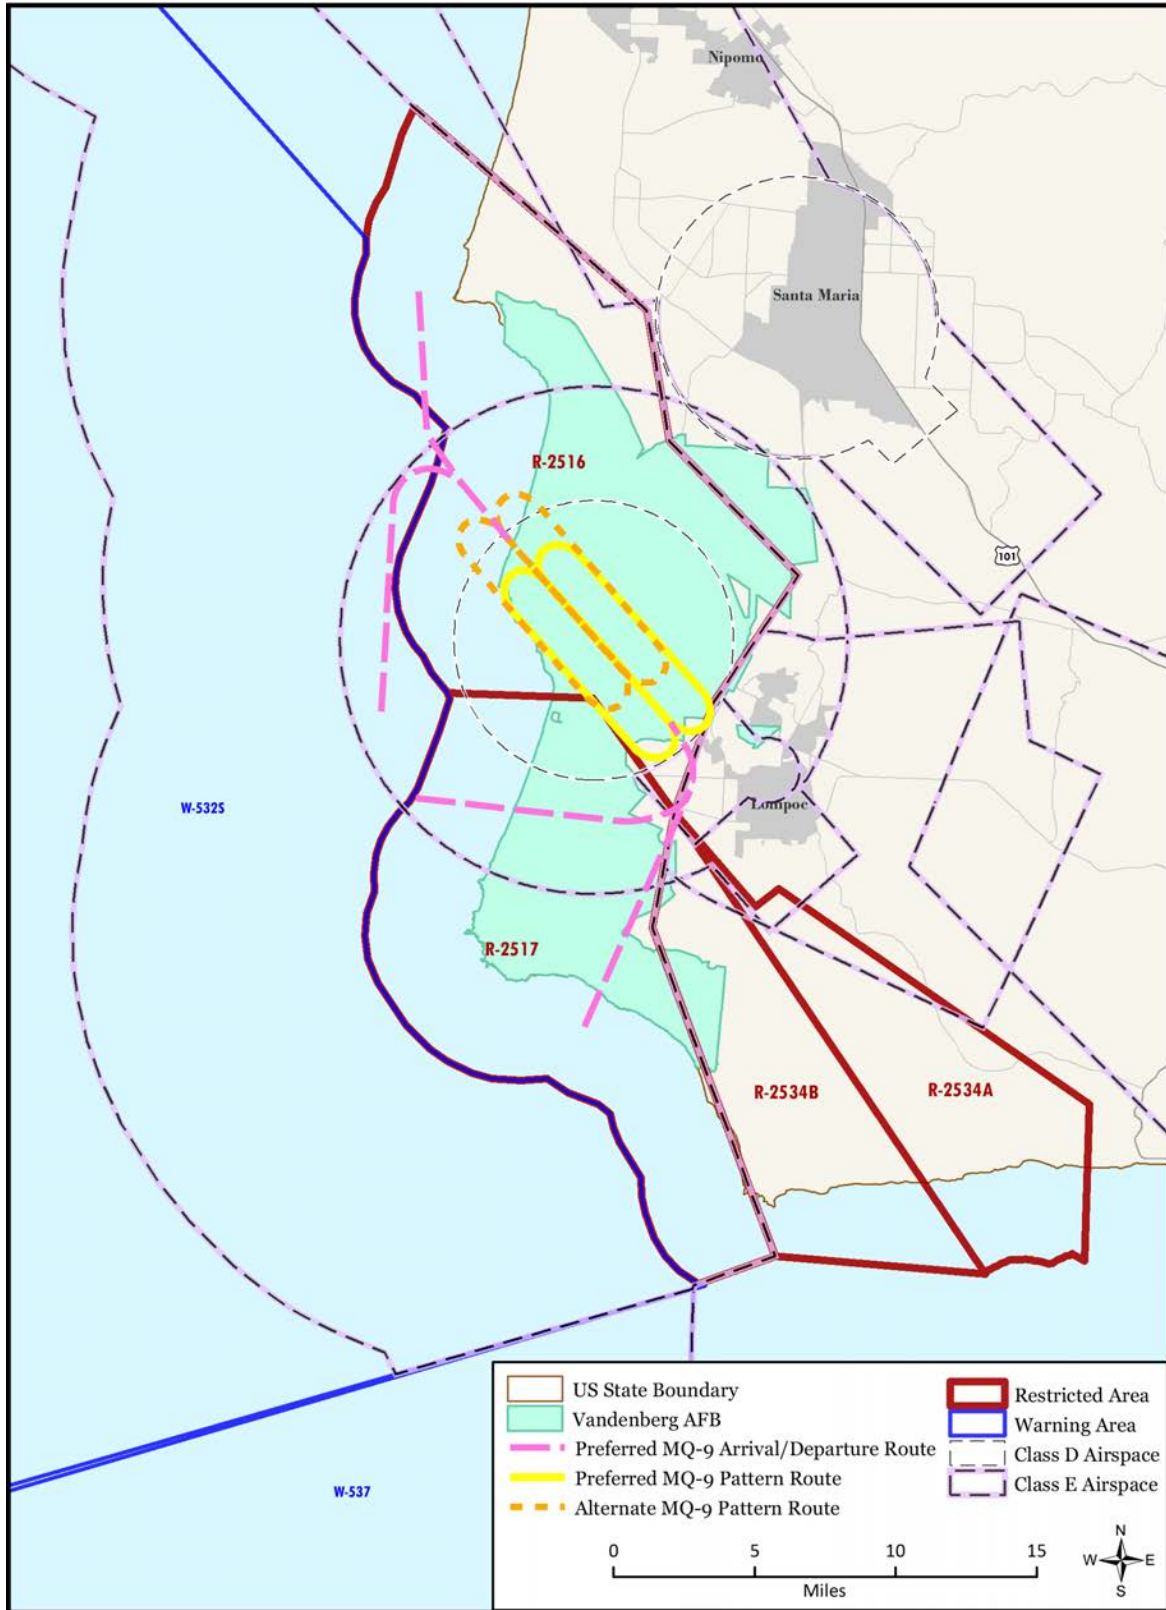 Nipomo
Santa Maria
R-2516
101
W-532S
Lompoc
R-2517
R-2534B
R-2534A
W-537
US State Boundary
Vandenberg AFB
Preferred MQ-9 Arrival/Departure Route
Preferred MQ-9 Pattern Route
Alternate MQ-9 Pattern Route
Restricted Area
Warning Area
Class D Airspace
Class E Airspace
0 5 10 15
Miles
N
W E
S